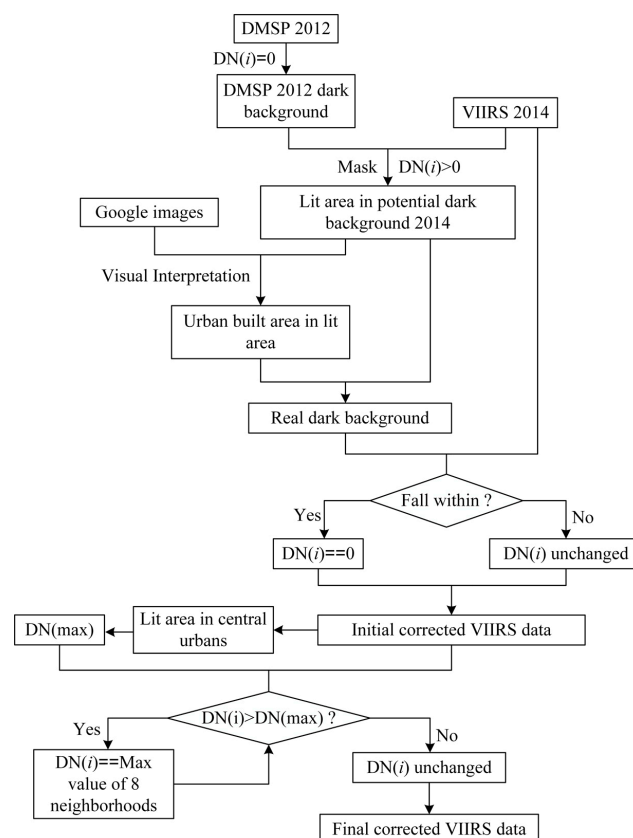 DMSP 2012
DN(i)=0
DMSP 2012 dark
background
VIIRS 2014
Mask
DN(i)>0
Google images
Lit area in potential dark
background 2014
Visual Interpretation
Urban built area in lit
area
Real dark background
Fall within ?
Yes
No
DN(i)==0
DN(i) unchanged
DN(max)
Lit area in central
urbans
Initial corrected VIIRS data
DN(i)>DN(max) ?
Yes
No
DN(i)==Max
value of 8
neighborhoods
DN(i) unchanged
Final corrected VIIRS data